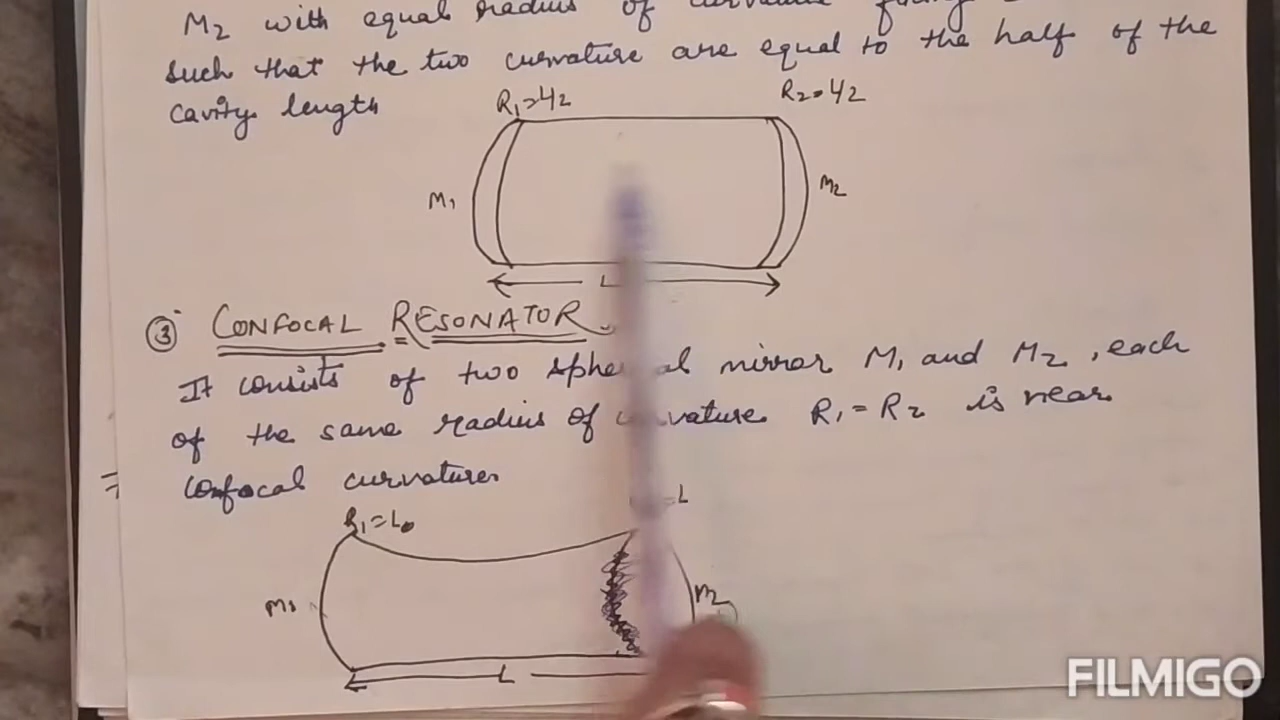 M2 with equal radius of
such that the two curvature are equal to the half of the
cavity length
R1=L/2
R2=L/2
M1
M2
L
③ CONFOCAL RESONATOR
It consists of two sphe al mirror M1 and M2, each
of the same radius of vature R1 = R2 is near
confocal curvature
R1=L
=L
M1
M2
L
FILMIGO